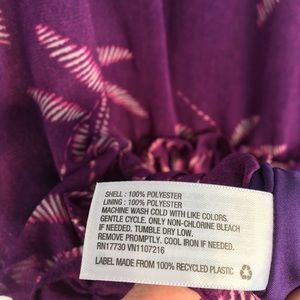 SHELL : 100% POLYESTER
LINING : 100% POLYESTER
MACHINE WASH COLD WITH LIKE COLORS.
GENTLE CYCLE. ONLY NON-CHLORINE BLEACH
IF NEEDED. TUMBLE DRY LOW.
REMOVE PROMPTLY. COOL IRON IF NEEDED.
RN17730 VN1107216
LABEL MADE FROM 100% RECYCLED PLASTIC